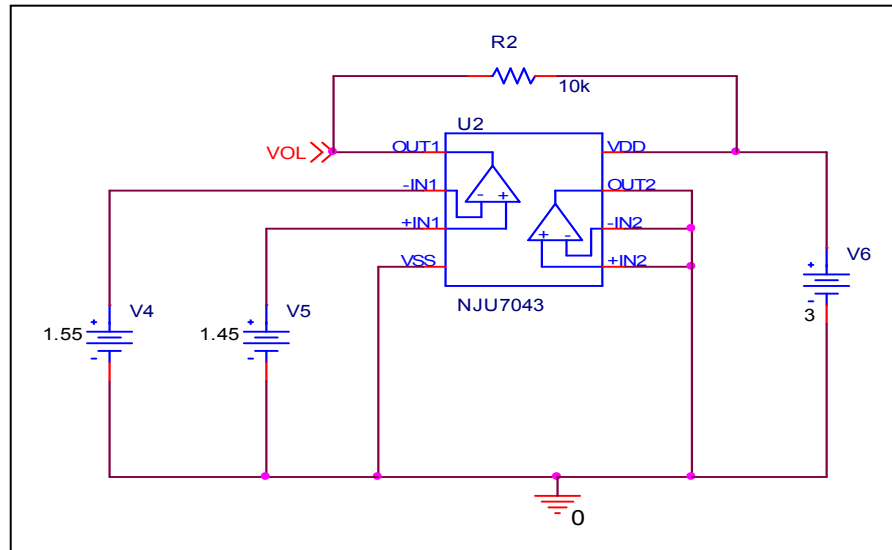 R2
10k
U2
VOL
OUT1
VDD
-IN1
- +
OUT2
+IN1
+ -
-IN2
VSS
+IN2
NJU7043
+
V4
1.55
-
+
V5
1.45
-
+
V6
-
3
0